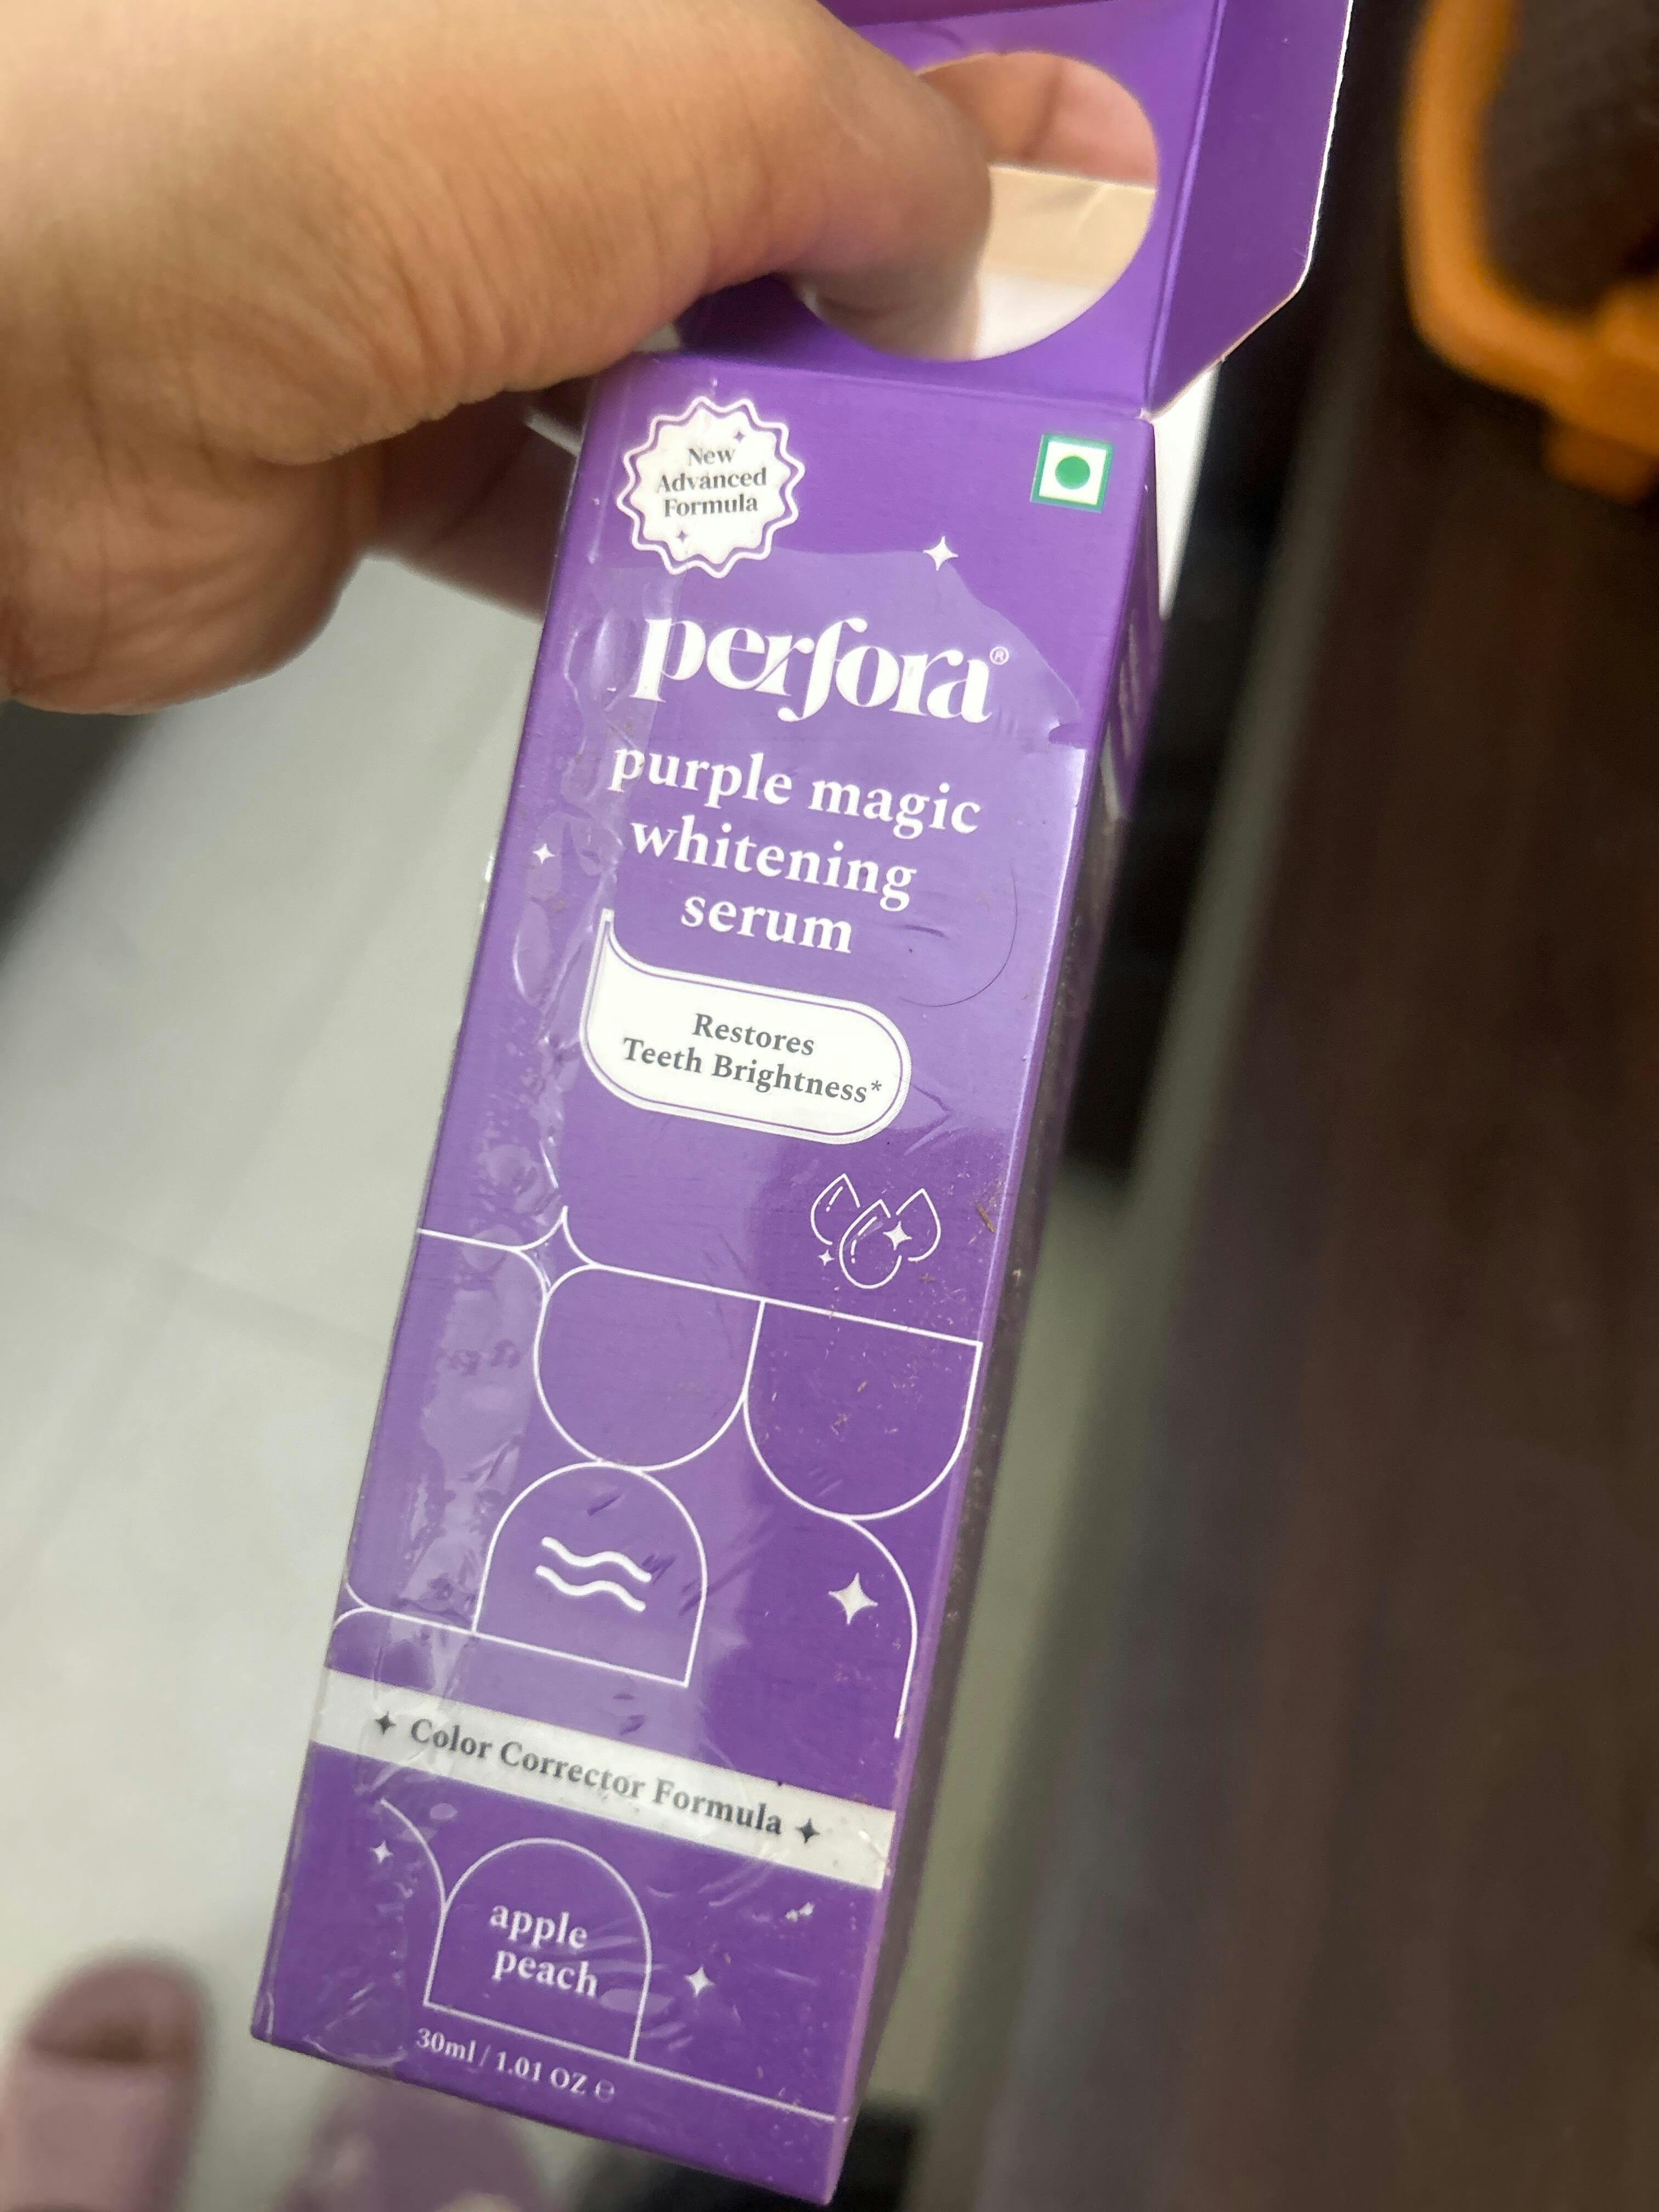 New
Advanced
Formula
perfora®
purple magic
whitening
serum
Restores
Teeth Brightness*
Color Corrector Formula
apple
peach
30ml / 1.01 OZ ℮